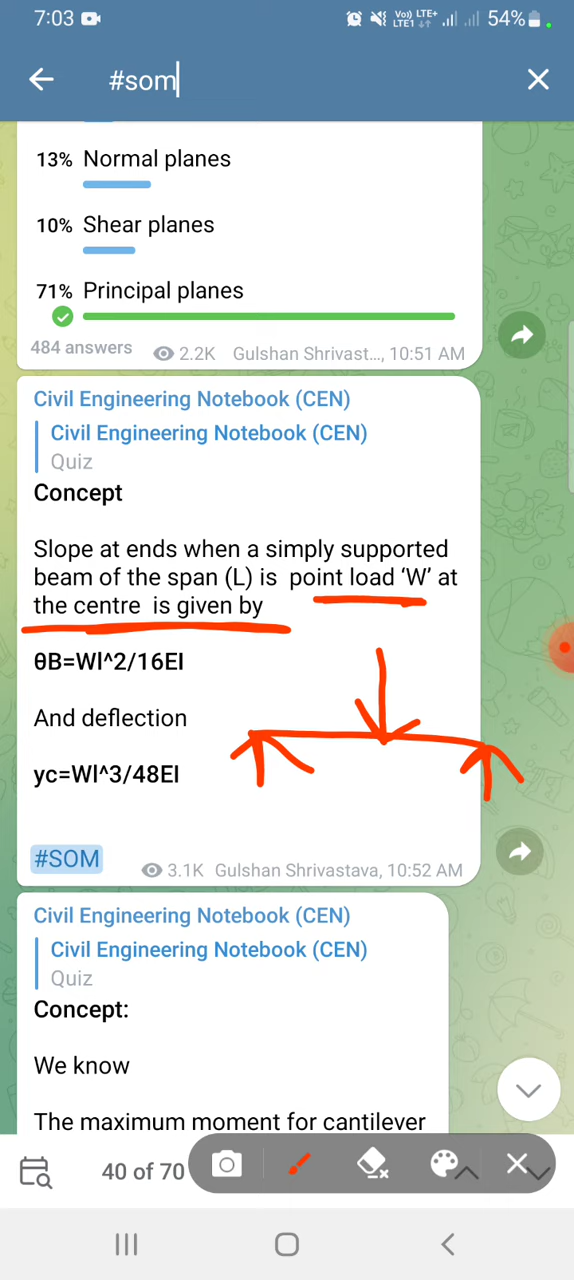 7:03
Vo)) LTE+
LTE1 54%
#som
13% Normal planes
10% Shear planes
71% Principal planes
484 answers 2.2K Gulshan Shrivast..., 10:51 AM
Civil Engineering Notebook (CEN)
Civil Engineering Notebook (CEN)
Quiz
Concept
Slope at ends when a simply supported
beam of the span (L) is point load ‘W’ at
the centre is given by
θB=Wl^2/16EI
And deflection
yc=Wl^3/48EI
#SOM 3.1K Gulshan Shrivastava, 10:52 AM
Civil Engineering Notebook (CEN)
Civil Engineering Notebook (CEN)
Quiz
Concept:
We know
The maximum moment for cantilever
40 of 70